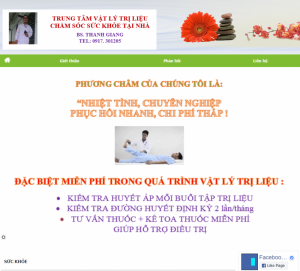 TRUNG TÂM VẬT LÝ TRỊ LIỆU
CHĂM SÓC SỨC KHỎE TẠI NHÀ
BS. THANH GIANG
TEL: 0917. 301205
Giới thiệu
Phản hồi
Liên hệ
PHƯƠNG CHÂM CỦA CHÚNG TÔI LÀ:
“NHIỆT TÌNH, CHUYÊN NGHIỆP
PHỤC HỒI NHANH, CHI PHÍ THẤP !
ĐẶC BIỆT MIỄN PHÍ TRONG QUÁ TRÌNH VẬT LÝ TRỊ LIỆU :
• KIỂM TRA HUYẾT ÁP MỖI BUỔI TẬP TRỊ LIỆU
• KIỂM TRA ĐƯỜNG HUYẾT ĐỊNH KỲ 2 lần/tháng
• TƯ VẤN THUỐC + KÊ TOA THUỐC MIỄN PHÍ
GIÚP HỖ TRỢ ĐIỀU TRỊ
SỨC KHỎE
Faceboo...
Like Page